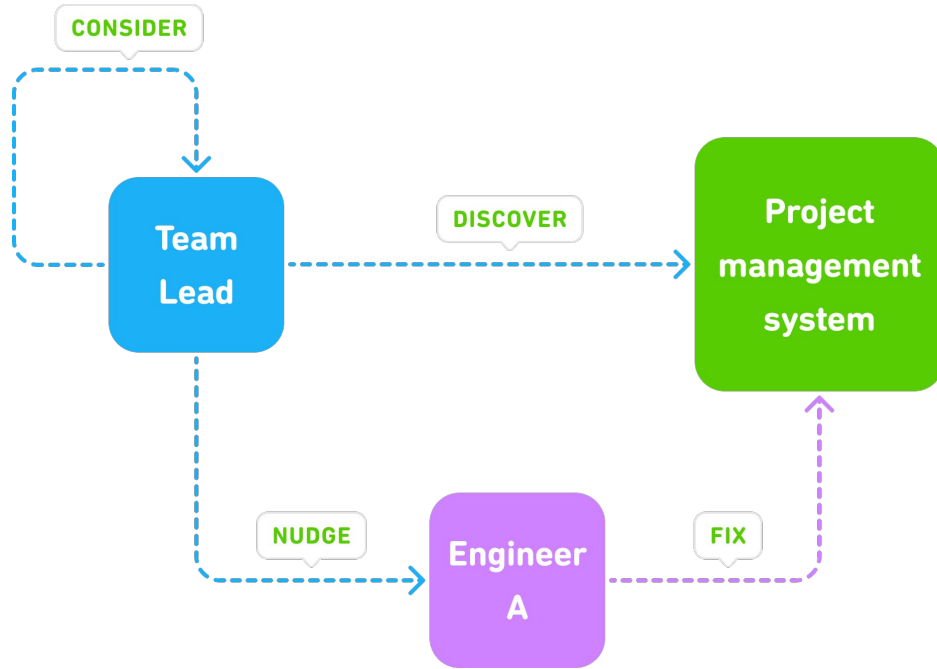 CONSIDER
Team
Lead
DISCOVER
Project
management
system
NUDGE
Engineer
A
FIX